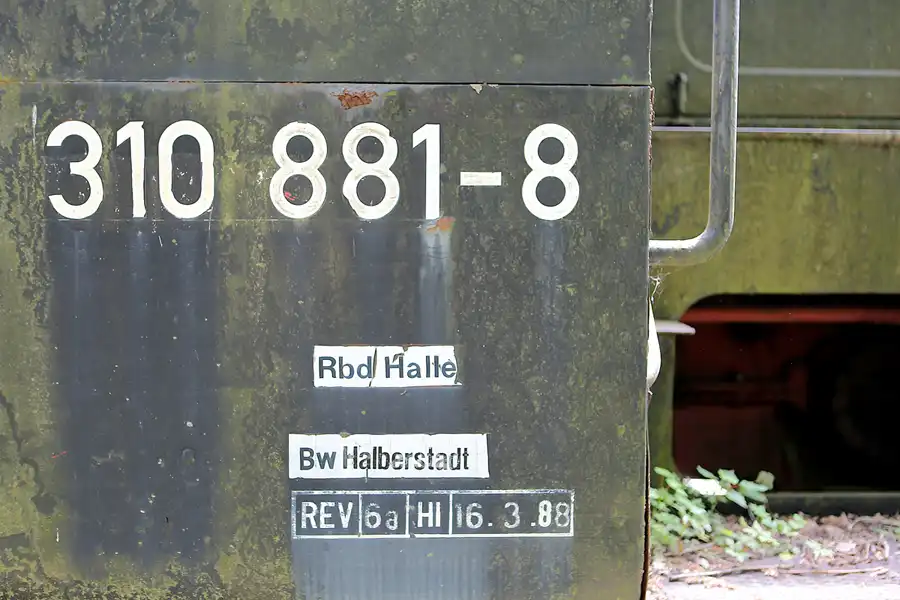 310 881-8
Rbd Halle
Bw Halberstadt
REV 6a HI 16.3.88